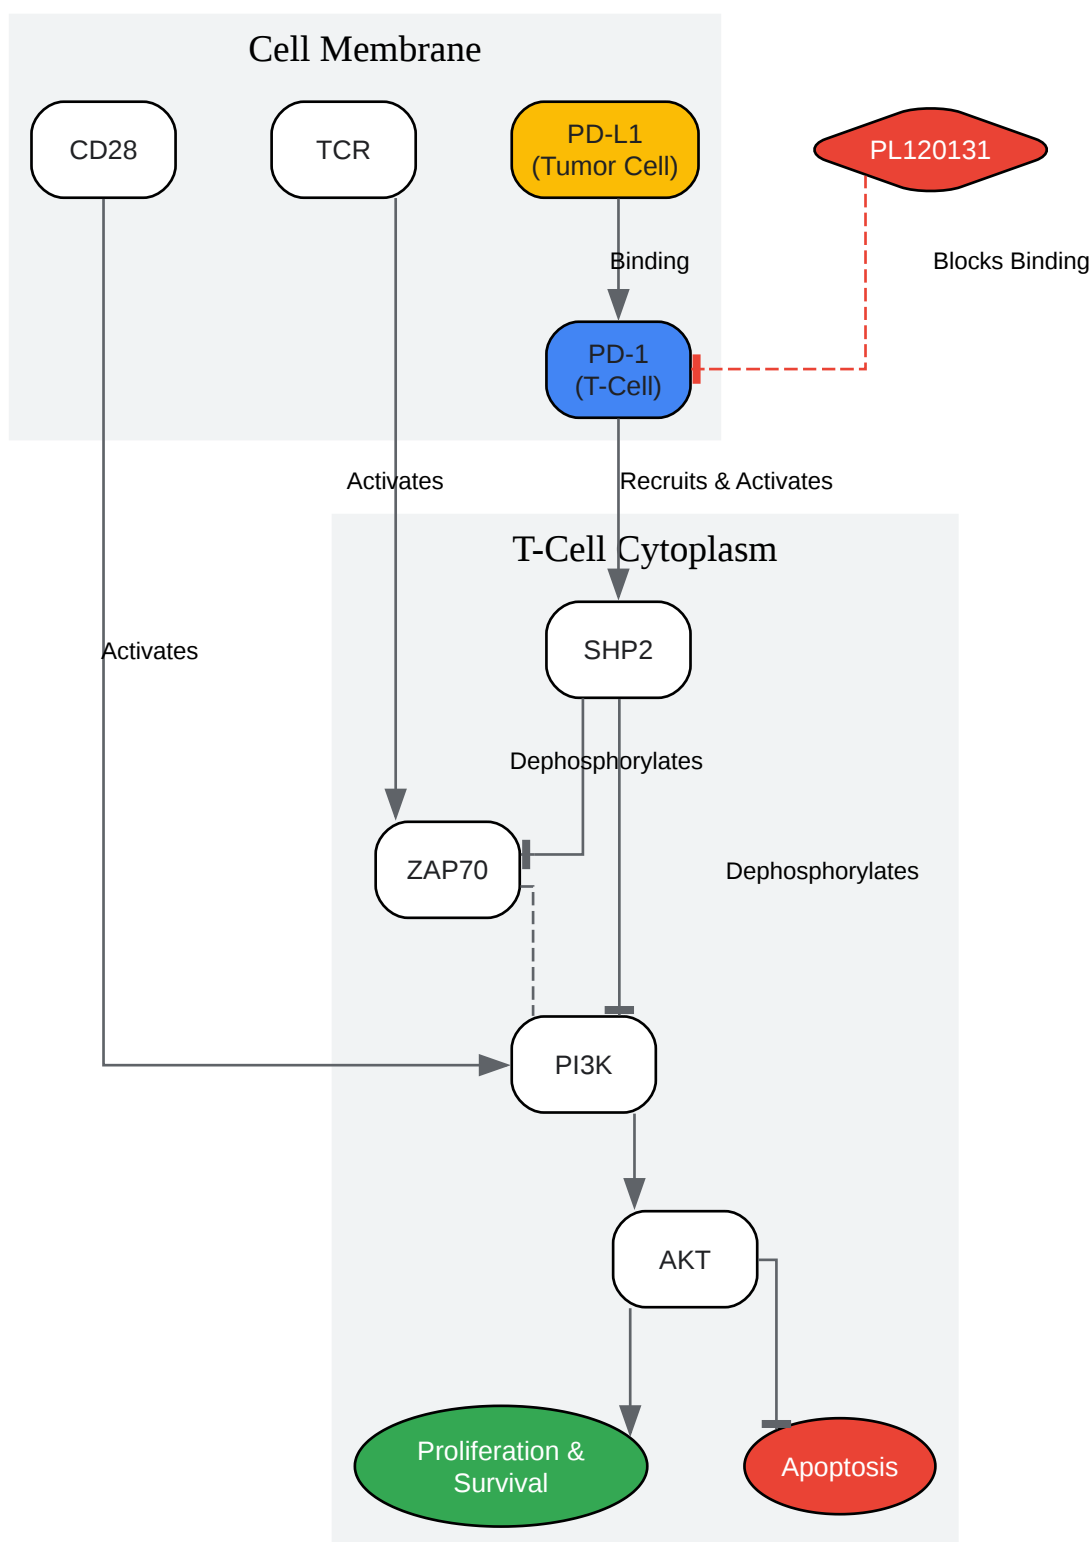 Cell Membrane
CD28
TCR
PD-L1
(Tumor Cell)
PL120131
Binding
Blocks Binding
PD-1
(T-Cell)
Activates
Recruits & Activates
T-Cell Cytoplasm
SHP2
Activates
Dephosphorylates
ZAP70
Dephosphorylates
PI3K
AKT
Proliferation &
Survival
Apoptosis